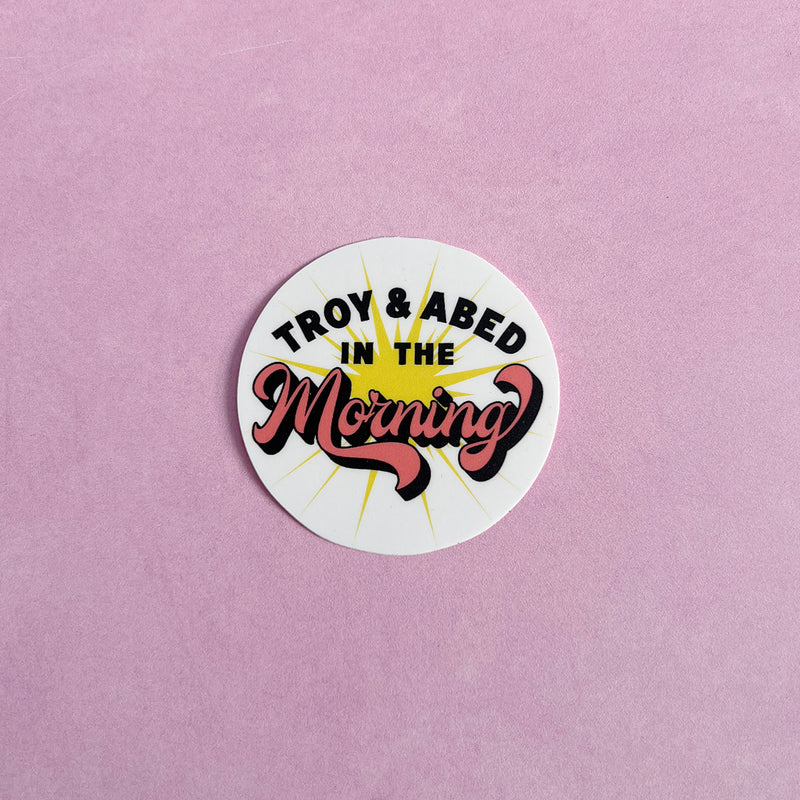 TROY & ABED
IN THE
Morning